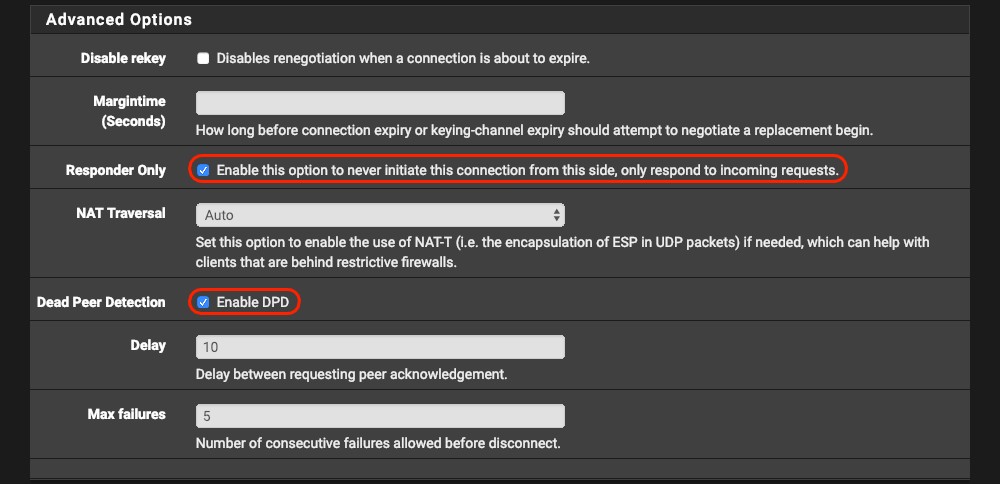 Advanced Options
Disable rekey
Disables renegotiation when a connection is about to expire.
Margintime
(Seconds)
How long before connection expiry or keying-channel expiry should attempt to negotiate a replacement begin.
Responder Only
Enable this option to never initiate this connection from this side, only respond to incoming requests.
NAT Traversal
Auto
Set this option to enable the use of NAT-T (i.e. the encapsulation of ESP in UDP packets) if needed, which can help with
clients that are behind restrictive firewalls.
Dead Peer Detection
Enable DPD
Delay
10
Delay between requesting peer acknowledgement.
Max failures
5
Number of consecutive failures allowed before disconnect.